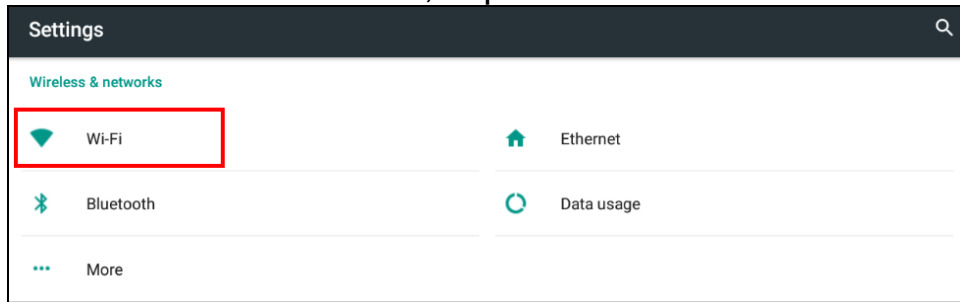 Settings
Wireless & networks
Wi-Fi
Ethernet
Bluetooth
Data usage
More